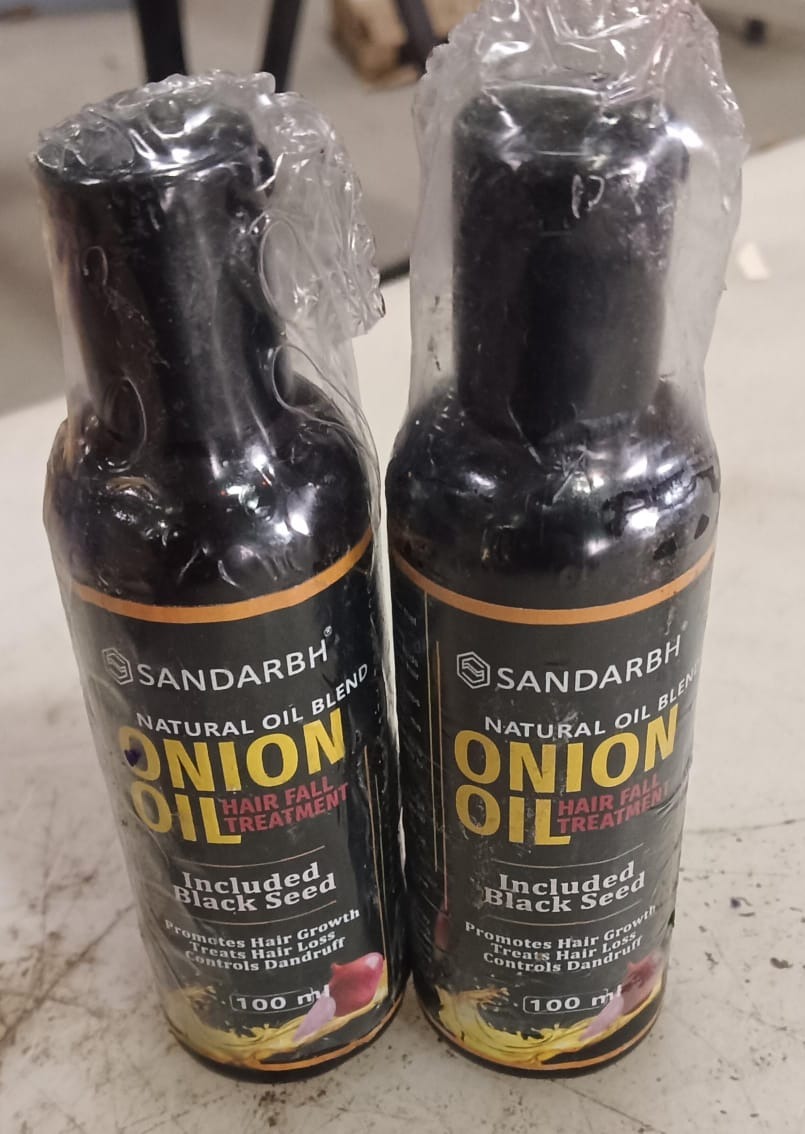 SANDARBH®
NATURAL OIL BLEND
ONION
OIL
HAIR FALL
TREATMENT
Included
Black Seed
Promotes Hair Growth
Treats Hair Loss
Controls Dandruff
100 ml
SANDARBH®
NATURAL OIL BLEND
ONION
OIL
HAIR FALL
TREATMENT
Included
Black Seed
Promotes Hair Growth
Treats Hair Loss
Controls Dandruff
100 ml